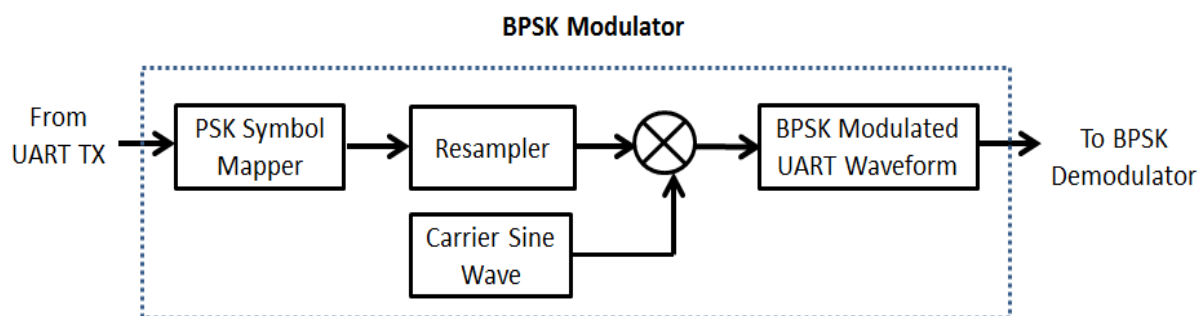 BPSK Modulator
From
UART TX
PSK Symbol
Mapper
Resampler
BPSK Modulated
UART Waveform
To BPSK
Demodulator
Carrier Sine
Wave